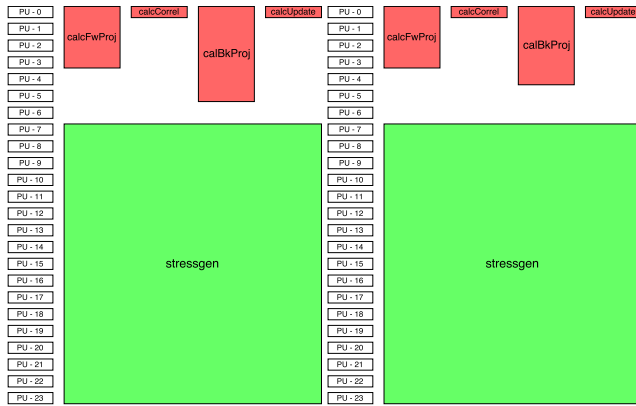 PU - 0
PU - 1
PU - 2
PU - 3
PU - 4
PU - 5
PU - 6
PU - 7
PU - 8
PU - 9
PU - 10
PU - 11
PU - 12
PU - 13
PU - 14
PU - 15
PU - 16
PU - 17
PU - 18
PU - 19
PU - 20
PU - 21
PU - 22
PU - 23
calcFwProj
calcCorrel
calBkProj
calcUpdate
stressgen
PU - 0
PU - 1
PU - 2
PU - 3
PU - 4
PU - 5
PU - 6
PU - 7
PU - 8
PU - 9
PU - 10
PU - 11
PU - 12
PU - 13
PU - 14
PU - 15
PU - 16
PU - 17
PU - 18
PU - 19
PU - 20
PU - 21
PU - 22
PU - 23
calcFwProj
calcCorrel
calBkProj
calcUpdate
stressgen